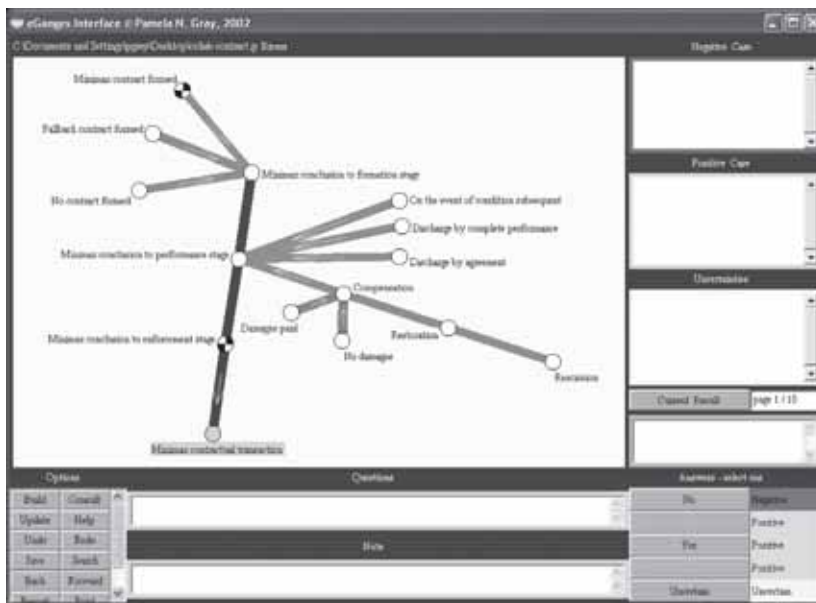 eGanges Interface © Pamela N. Gray, 2002
Negative Case
Minimax contract formed
Fallback contract formed
Minimax conclusion to formation stage
No contract formed
On the event of condition subsequent
Positive Case
Discharge by complete performance
Minimax conclusion to performance stage
Discharge by agreement
Uncertainties
Compensation
Damages paid
Minimax conclusion to enforcement stage
Restoration
No damages
Rescission
Current Result
page 1 / 10
Minimax contractual transaction
Options
Questions
Answers - select one
Build
Consult
No
Negative
Update
Help
Positive
Undo
Redo
Note
Yes
Positive
Save
Search
Positive
Back
Forward
Uncertain
Uncertain